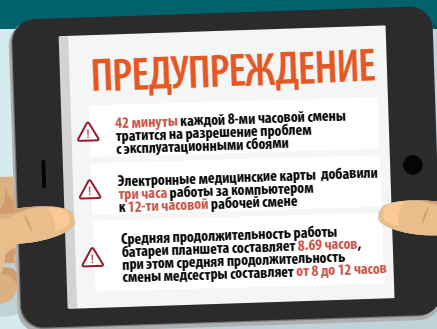 ПРЕДУПРЕЖДЕНИЕ
42 минуты каждой 8-ми часовой смены
тратится на разрешение проблем
с эксплуатационными сбоями
Электронные медицинские карты добавили
три часа работы за компьютером
к 12-ти часовой рабочей смене
Средняя продолжительность работы
батареи планшета составляет 8.69 часов,
при этом средняя продолжительность
смены медсестры составляет от 8 до 12 часов